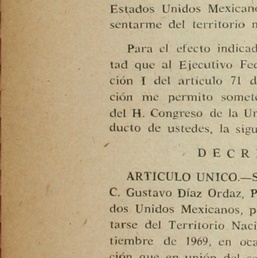 Estados Unidos Mexican
sentarme del territorio n
Para el efecto indicad
tad que al Ejecutivo Fed
ción I del artículo 71 d
ción me permito somete
del H. Congreso de la Un
ducto de ustedes, la sigu
D E C R
ARTICULO UNICO.—S
C. Gustavo Díaz Ordaz, P
dos Unidos Mexicanos, p
tarse del Territorio Naci
tiembre de 1969, en oca
ción que en unión del